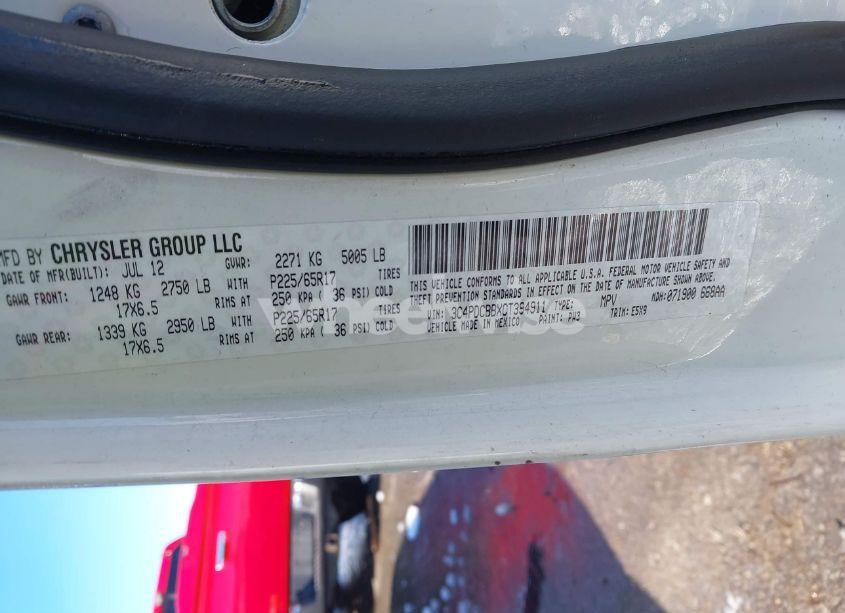 MFD BY CHRYSLER GROUP LLC
DATE OF MFR(BUILT): JUL 12 GVWR: 2271 KG 5005 LB
GAWR FRONT: 1248 KG 2750 LB WITH P225/65R17 TIRES
17X6.5 RIMS AT 250 KPA ( 36 PSI) COLD
GAWR REAR: 1339 KG 2950 LB WITH P225/65R17 TIRES
17X6.5 RIMS AT 250 KPA ( 36 PSI) COLD
THIS VEHICLE CONFORMS TO ALL APPLICABLE U.S.A. FEDERAL MOTOR VEHICLE SAFETY AND
THEFT PREVENTION STANDARDS IN EFFECT ON THE DATE OF MANUFACTURE SHOWN ABOVE.
VIN: 3C4PDCBBXCT394911 TYPE: MPV MDH: 071900 668AA
VEHICLE MADE IN MEXICO PAINT: PW3 TRIM: E5X9